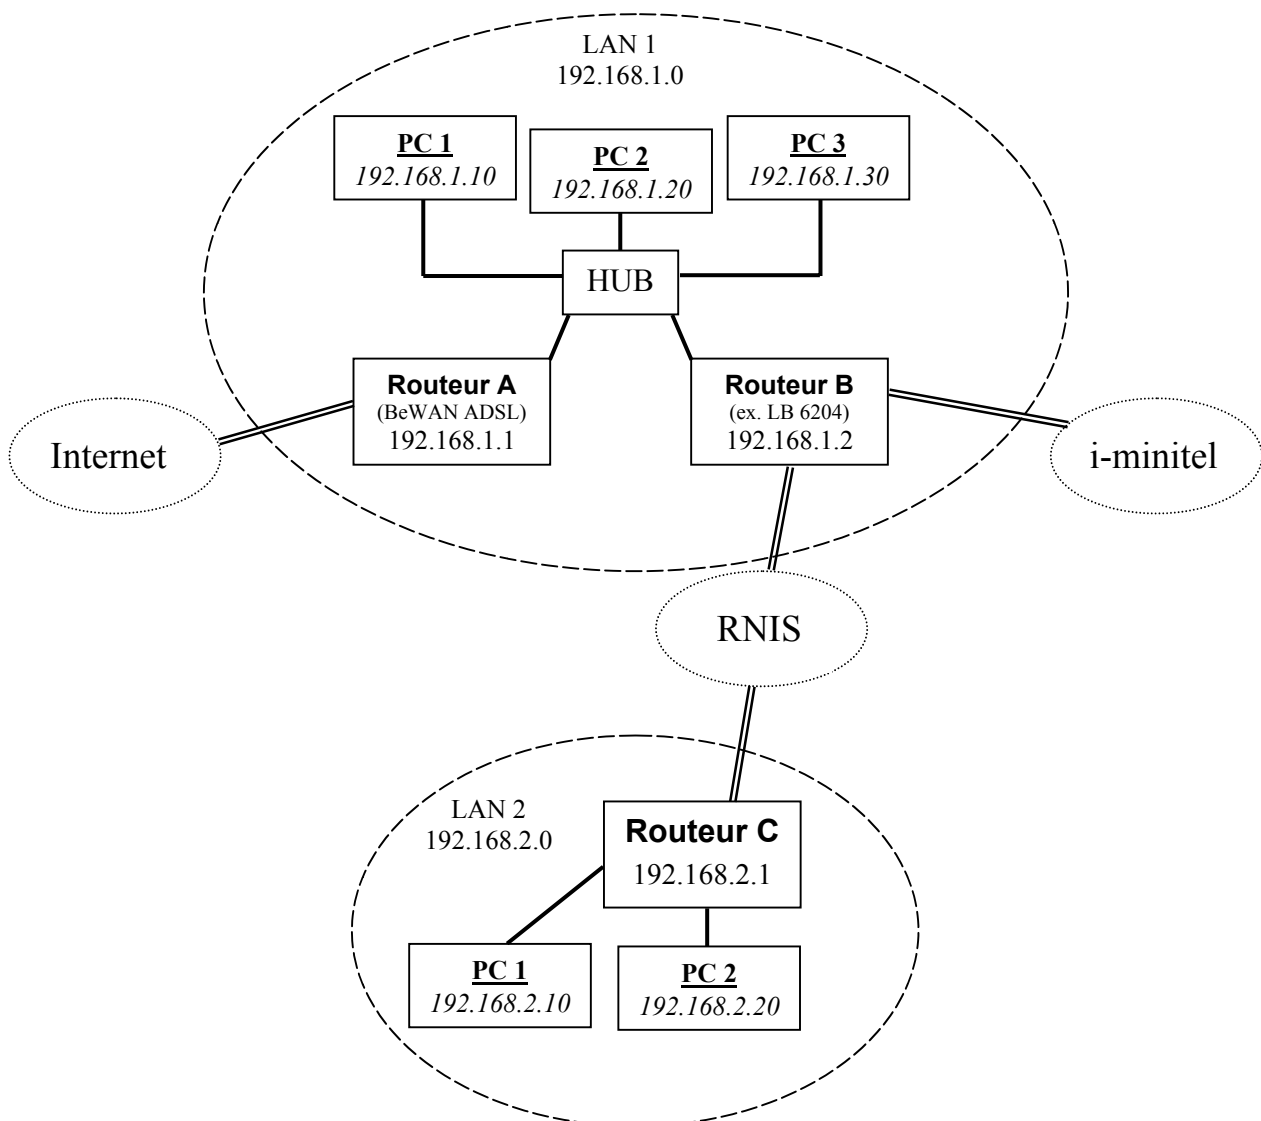 LAN 1
192.168.1.0
PC 1
192.168.1.10
PC 2
192.168.1.20
PC 3
192.168.1.30
HUB
Routeur A
(BeWAN ADSL)
192.168.1.1
Routeur B
(ex. LB 6204)
192.168.1.2
Internet
i-minitel
RNIS
LAN 2
192.168.2.0
Routeur C
192.168.2.1
PC 1
192.168.2.10
PC 2
192.168.2.20